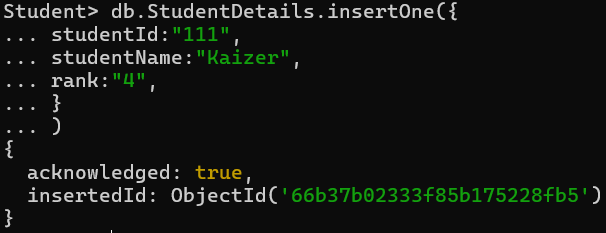 Student> db.StudentDetails.insertOne({
... studentId:"111",
... studentName:"Kaizer",
... rank:"4",
... }
... )
{
  acknowledged: true,
  insertedId: ObjectId('66b37b02333f85b175228fb5')
}